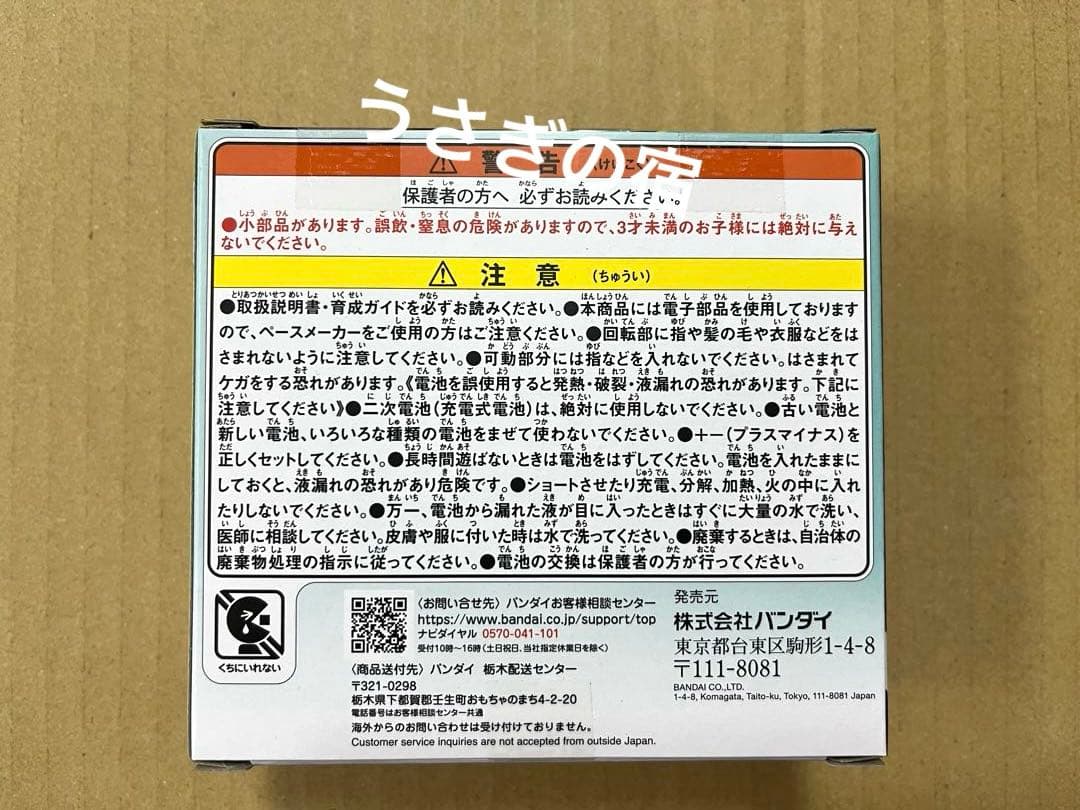 うさぎの宿
警告
保護者の方へ 必ずお読みください。
●小部品があります。誤飲・窒息の危険がありますので、3才未満のお子様には絶対に与え
ないでください。
注意 (ちゅうい)
●取扱説明書・育成ガイドを必ずお読みください。●本商品には電子部品を使用しております
ので、ペースメーカーをご使用の方はご注意ください。●回転部に指や髪の毛や衣服などをは
さまれないように注意してください。●可動部分には指などを入れないでください。はさまれて
ケガをする恐れがあります。《電池を誤使用すると発熱・破裂・液漏れの恐れがあります。下記に
注意してください》●二次電池(充電式電池)は、絶対に使用しないでください。●古い電池と
新しい電池、いろいろな種類の電池をまぜて使わないでください。●+-(プラスマイナス)を
正しくセットしてください。●長時間遊ばないときは電池をはずしてください。電池を入れたままに
しておくと、液漏れの恐れがあり危険です。●ショートさせたり充電、分解、加熱、火の中に入れ
たりしないでください。●万一、電池から漏れた液が目に入ったときはすぐに大量の水で洗い、
医師に相談してください。皮膚や服に付いた時は水で洗ってください。●廃棄するときは、自治体の
廃棄物処理の指示に従ってください。●電池の交換は保護者の方が行ってください。
くちにいれない
〈お問い合せ先〉バンダイお客様相談センター
https://www.bandai.co.jp/support/top
ナビダイヤル 0570-041-101
受付10時〜16時(土日祝日、当社指定休業日を除く)
〈商品送付先〉バンダイ 栃木配送センター
〒321-0298
栃木県下都賀郡壬生町おもちゃのまち4-2-20
電話番号はお客様相談センター共通
海外からのお問い合わせは受け付けておりません。
Customer service inquiries are not accepted from outside Japan.
発売元
株式会社バンダイ
東京都台東区駒形1-4-8
〒111-8081
BANDAI CO.,LTD.
1-4-8, Komagata, Taito-ku, Tokyo, 111-8081 Japan